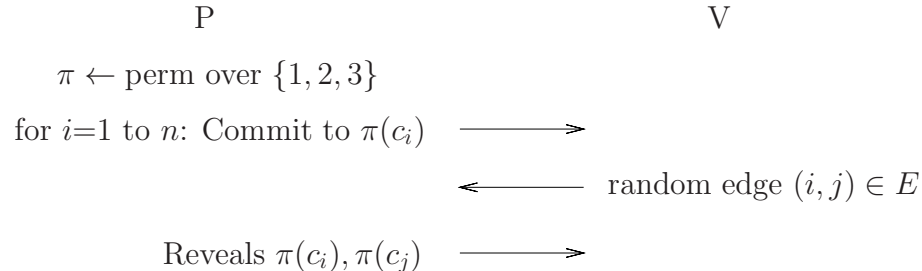 P V
π ← perm over {1, 2, 3}
for i=1 to n: Commit to π(c_i)
random edge (i, j) ∈ E
Reveals π(c_i), π(c_j)